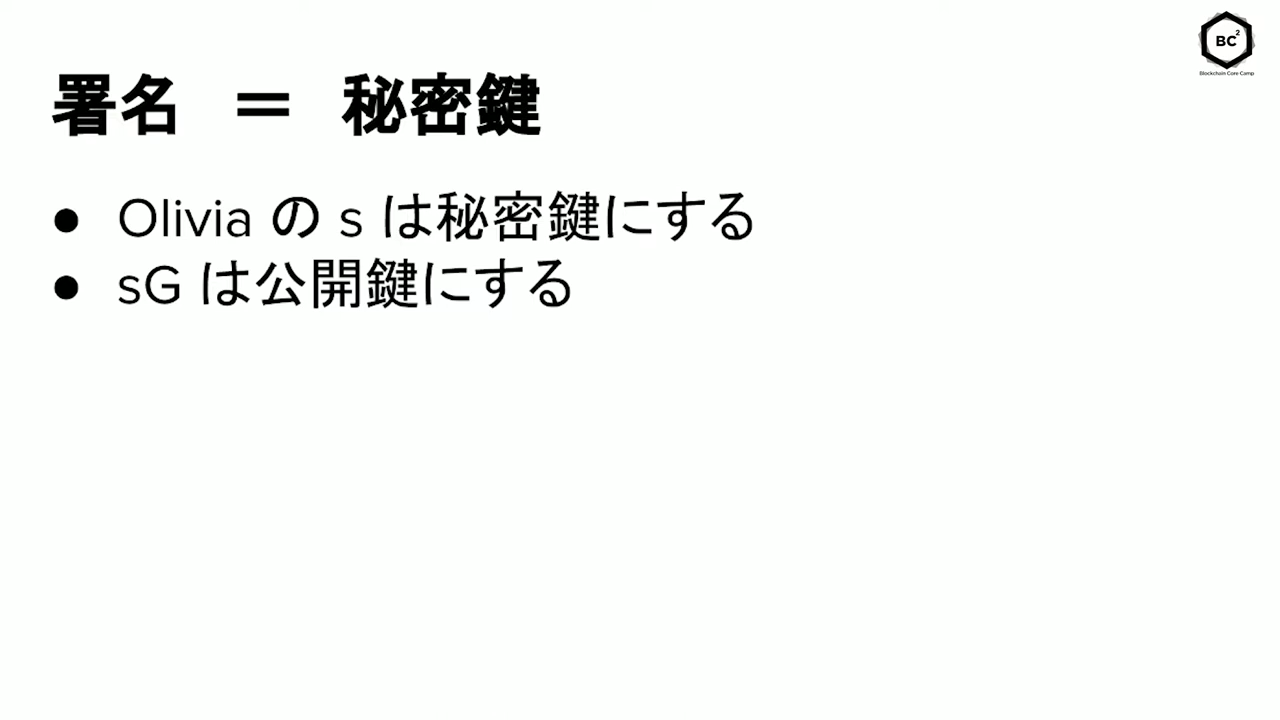 BC²
Blockchain Core Camp
署名 ＝ 秘密鍵
● Olivia の s は秘密鍵にする
● sG は公開鍵にする